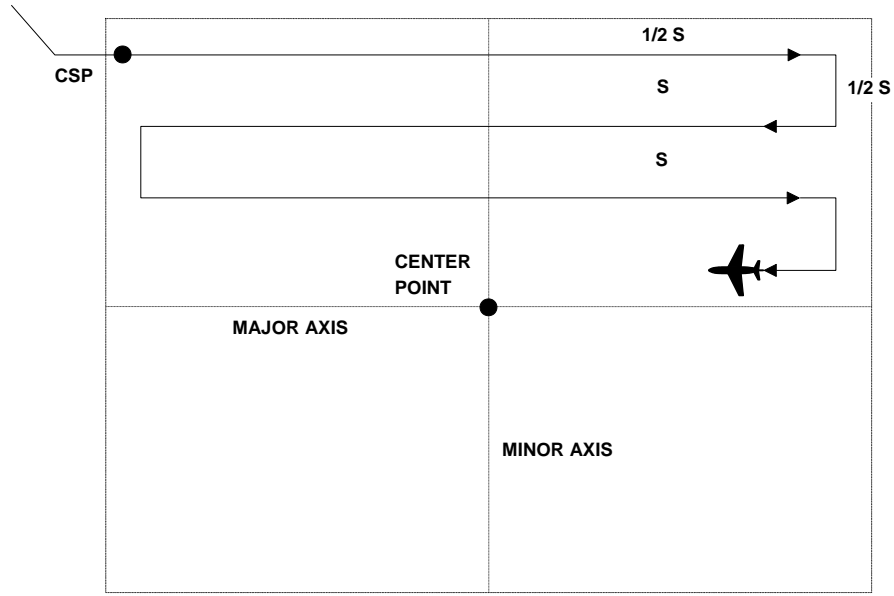 1/2 S
CSP
S
1/2 S
S
CENTER
POINT
MAJOR AXIS
MINOR AXIS